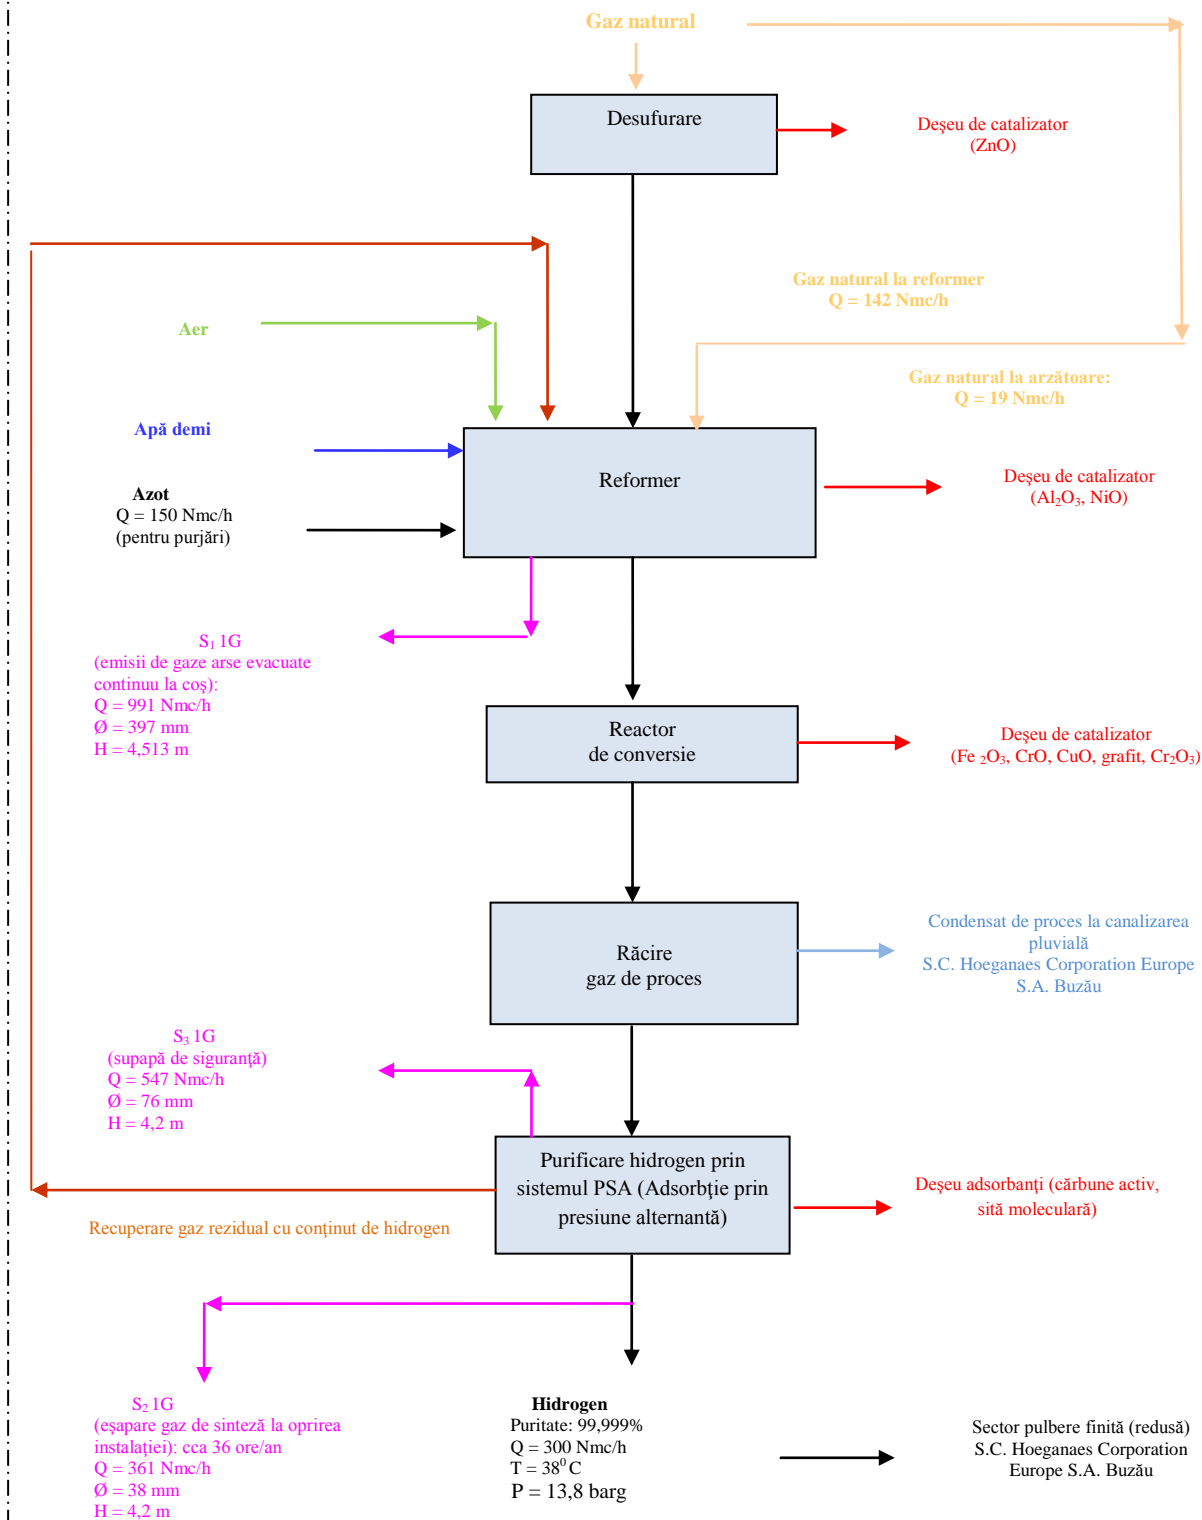 Gaz natural
Desufurare
Deşeu de catalizator
(ZnO)
Gaz natural la reformer
Q = 142 Nmc/h
Aer
Gaz natural la arzătoare:
Q = 19 Nmc/h
Apă demi
Reformer
Deşeu de catalizator
(Al₂O₃, NiO)
Azot
Q = 150 Nmc/h
(pentru purjări)
S₁ 1G
(emisii de gaze arse evacuate
continuu la coş):
Q = 991 Nmc/h
Ø = 397 mm
H = 4,513 m
Reactor
de conversie
Deşeu de catalizator
(Fe ₂O₃, CrO, CuO, grafit, Cr₂O₃)
Răcire
gaz de proces
Condensat de proces la canalizarea
pluvială
S.C. Hoeganaes Corporation Europe
S.A. Buzău
S₃ 1G
(supapă de siguranţă)
Q = 547 Nmc/h
Ø = 76 mm
H = 4,2 m
Purificare hidrogen prin
sistemul PSA (Adsorbţie prin
presiune alternantă)
Deşeu adsorbanţi (cărbune activ,
sită moleculară)
Recuperare gaz rezidual cu conţinut de hidrogen
S₂ 1G
(eşapare gaz de sinteză la oprirea
instalaţiei): cca 36 ore/an
Q = 361 Nmc/h
Ø = 38 mm
H = 4,2 m
Hidrogen
Puritate: 99,999%
Q = 300 Nmc/h
T = 38⁰ C
P = 13,8 barg
Sector pulbere finită (redusă)
S.C. Hoeganaes Corporation
Europe S.A. Buzău